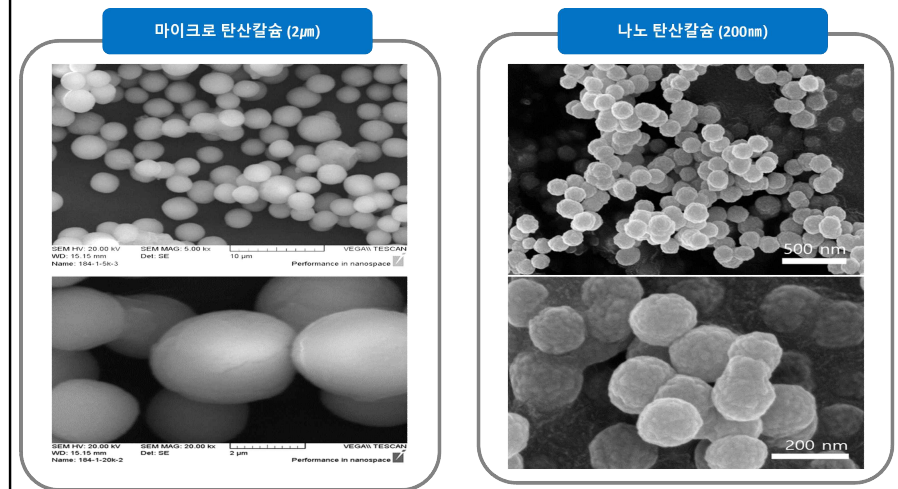 마이크로 탄산칼슘 (2㎛)
SEM HV: 20.00 kV SEM MAG: 5.00 kx VEGA\\ TESCAN
WD: 15.15 mm Det: SE 10 µm
Name: 184-1-5k-3 Performance in nanospace
SEM HV: 20.00 kV SEM MAG: 20.00 kx VEGA\\ TESCAN
WD: 15.15 mm Det: SE 2 µm
Name: 184-1-20k-2 Performance in nanospace
나노 탄산칼슘 (200㎚)
500 nm
200 nm